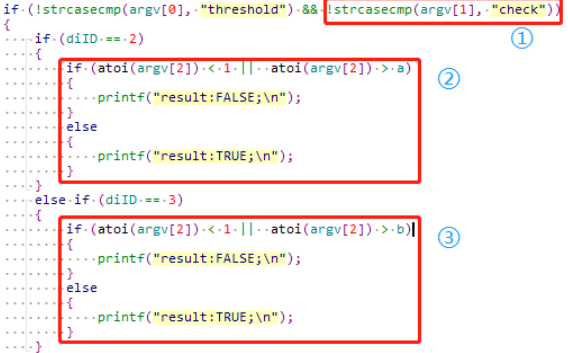 if (!strcasecmp(argv[0], "threshold") && !strcasecmp(argv[1], "check"))
①
{
if (diID == 2)
{
if (atoi(argv[2]) < 1 || atoi(argv[2]) > a)
②
{
printf("result:FALSE;\n");
}
else
{
printf("result:TRUE;\n");
}
}
else if (diID == 3)
{
if (atoi(argv[2]) < 1 || atoi(argv[2]) > b)
③
{
printf("result:FALSE;\n");
}
else
{
printf("result:TRUE;\n");
}
}